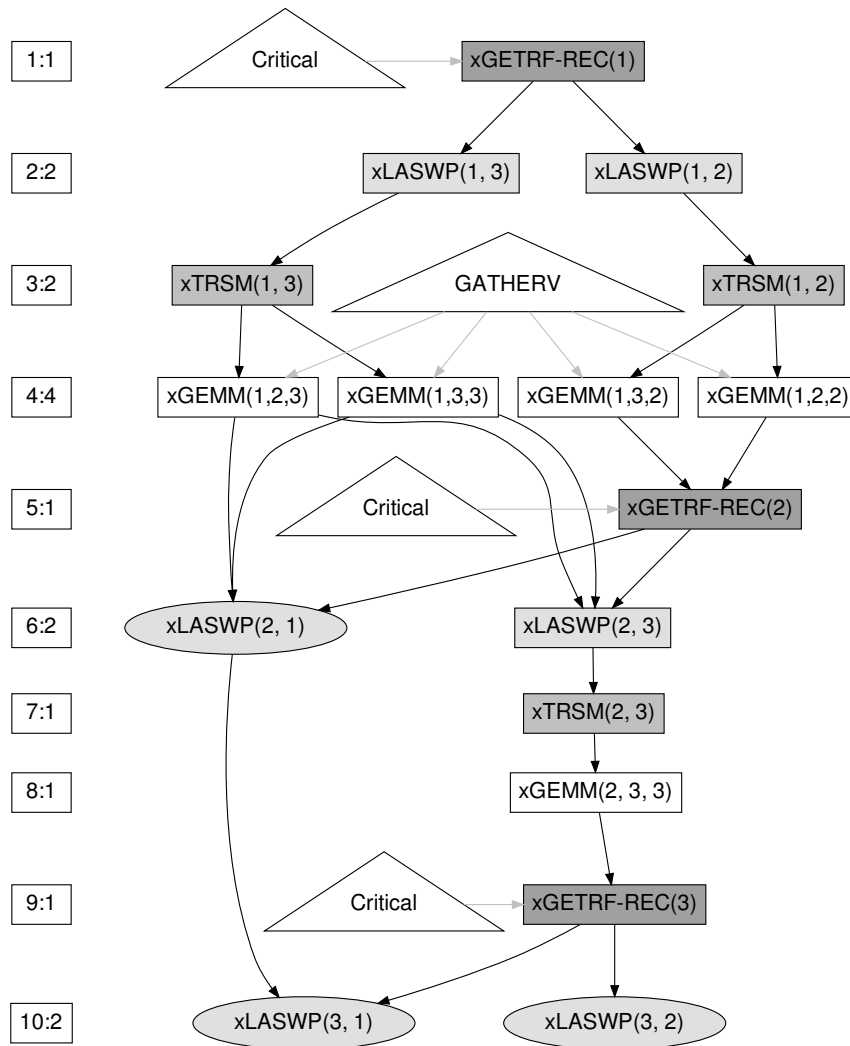 1:1
Critical
xGETRF-REC(1)
2:2
xLASWP(1, 3)
xLASWP(1, 2)
3:2
xTRSM(1, 3)
GATHERV
xTRSM(1, 2)
4:4
xGEMM(1,2,3)
xGEMM(1,3,3)
xGEMM(1,3,2)
xGEMM(1,2,2)
5:1
Critical
xGETRF-REC(2)
6:2
xLASWP(2, 1)
xLASWP(2, 3)
7:1
xTRSM(2, 3)
8:1
xGEMM(2, 3, 3)
9:1
Critical
xGETRF-REC(3)
10:2
xLASWP(3, 1)
xLASWP(3, 2)